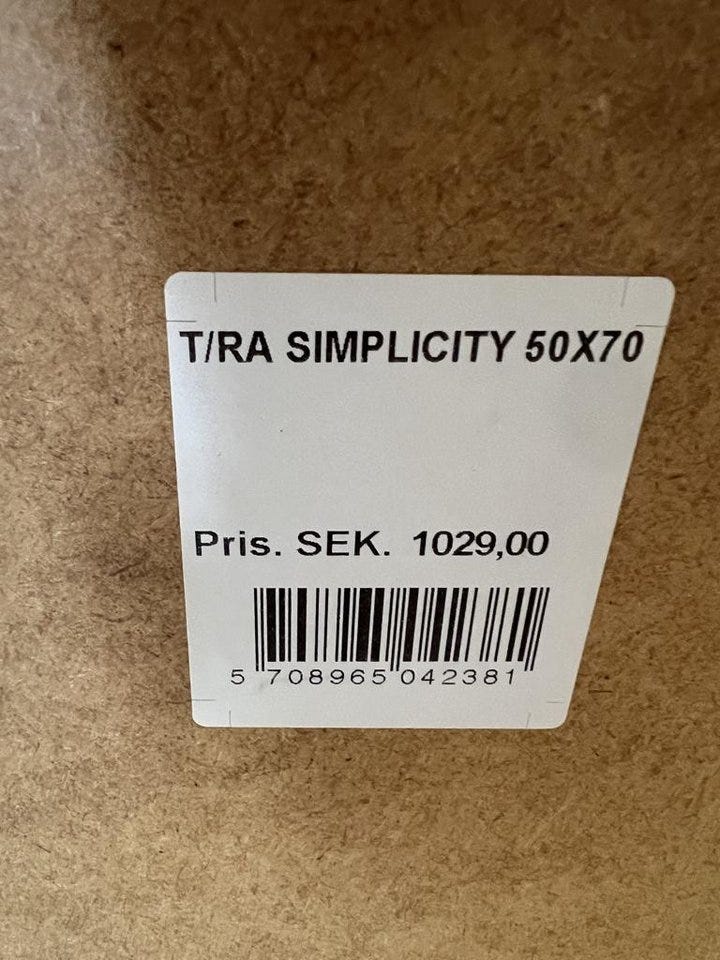 T/RA SIMPLICITY 50X70
Pris. SEK. 1029,00
5 708965 042381